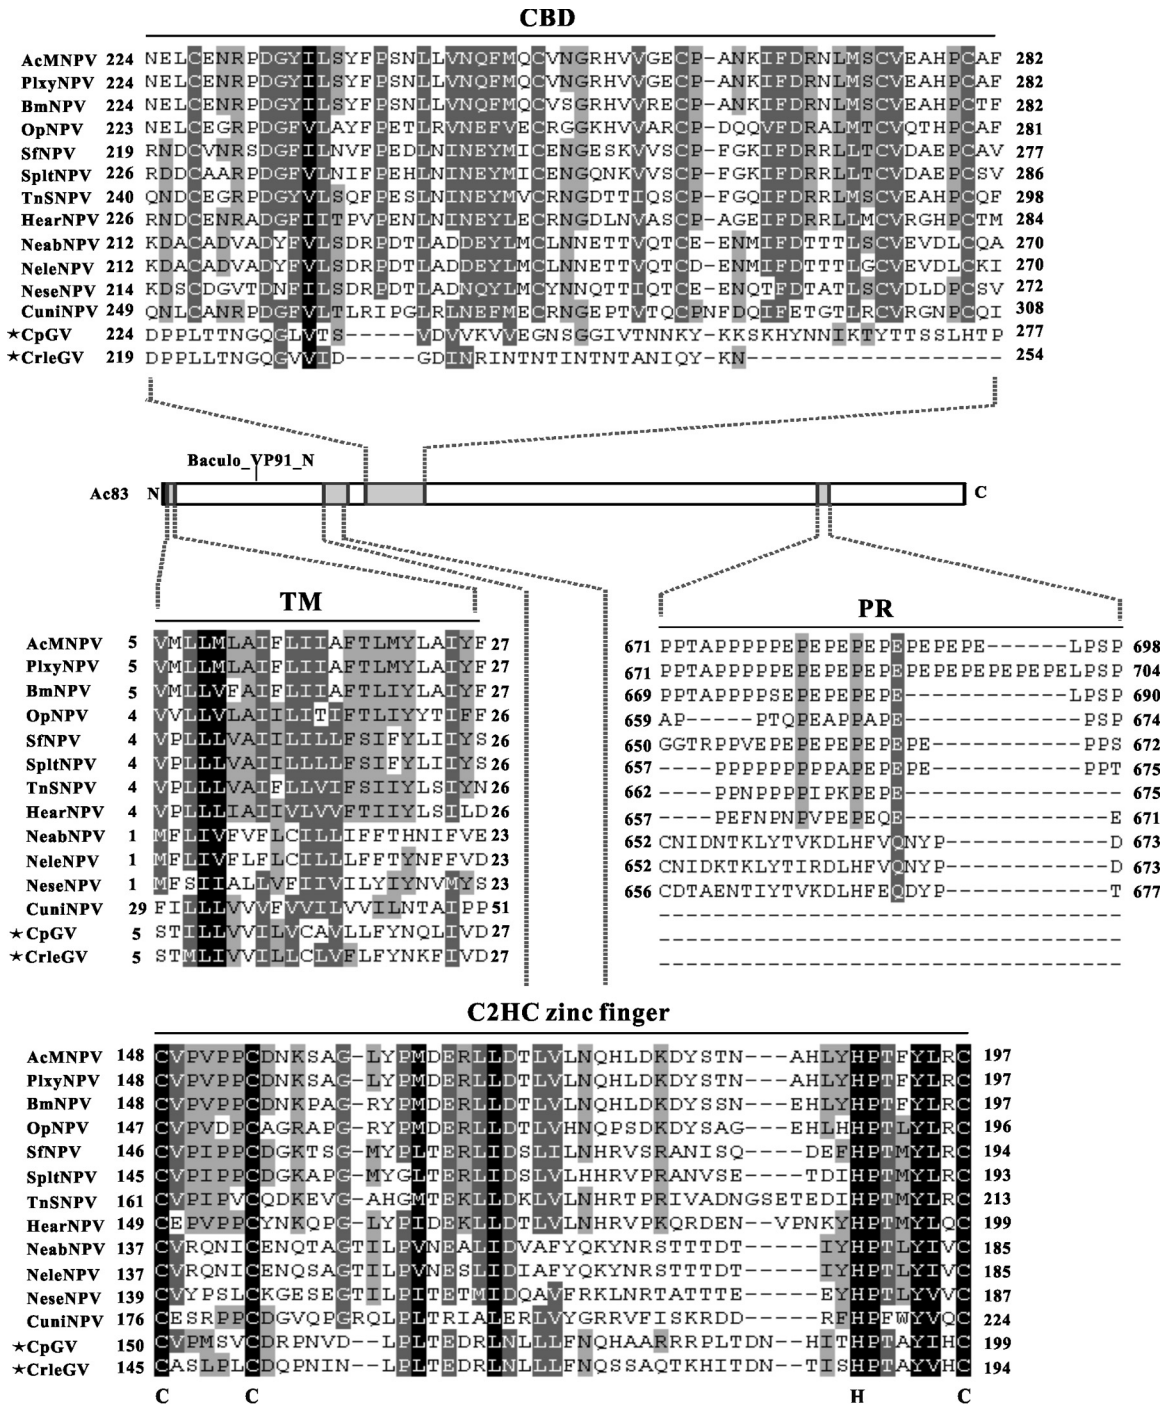 CBD
AcMNPV 224 NELCENRPDGYILSYFPSNLLVNQFMQCVNGRHVVGECP-ANKIFDRNLMSCVEAHPCAF 282
PlxyNPV 224 NELCENRPDGYILSYFPSNLLVNQFMQCVNGRHVVGECP-ANKIFDRNLMSCVEAHPCAF 282
BmNPV 224 NELCENRPDGYILSYFPSNLLVNQFMQCVSGRHVVRECP-ANKIFDRNLMSCVEAHPCTF 282
OpNPV 223 NELCEGRPDGFVLAYFPETLRVNEFVECRGGKHVVARCP-DQQVFDRALMTCVQTHPCAF 281
SfNPV 219 RNDCVNRSDGFILNVFPEDLNINEYMICENGESKVVSCP-FGKIFDRRLLTCVDAEPCAV 277
SpltNPV 226 RDDCAARPDGFVLNIFPEHLNINEYMICENGQNKVVSCP-FGKIFDRRLLTCVDAEPCSV 286
TnSNPV 240 QNDCEGRPDGYVLSQFPESLNINEYMVCRNGDTTIQSCP-FGQIFDRRLMSCVEAHPCQF 298
HearNPV 226 RNDCENRADGFIITPVPENLNINEYLECRNGDLNVASCP-AGEIFDRRLLMCVRGHPCTM 284
NeabNPV 212 KDACADVADYFVLSDRPDTLADDEYLMCLNNETTVQTCE-ENMIFDTTTLSCVEVDLCQA 270
NeleNPV 212 KDACADVADYFVLSDRPDTLADDEYLMCLNNETTVQTCD-ENMIFDTTTLGCVEVDLCKI 270
NeseNPV 214 KDSCDGVTDNFILSDRPDTLADNEYLMCYNNQTTIQTCE-ENQTFDTATLSCVDLDPCSV 272
CuniNPV 249 QNLCANRPDGFVLTLRIPGLRLNEFMTCRNGEPTVTQCPNFDQIFETGTLRCVRGNPCQI 308
★CpGV 224 DPPLTTNGQGLVTS-----VDVVKVVEGNSGGIVTNNKY-KKSKHYNNIKTYTTSSLHTP 277
★CrleGV 219 DPPLLTNGQGVVID-----GDINRINTNTINTNTANIQY-KN------------------ 254
Baculo_VP91_N
Ac83 N C
TM
AcMNPV 5 VMLLMLAIFLIIAFTLMYLAIYF 27
PlxyNPV 5 VMLLMLAIFLIIAFTLMYLAIYF 27
BmNPV 5 VMLLVFAIFLIIAFTLIYLAIYF 27
OpNPV 4 VVLLVLAIILITIFTLIYYTIFF 26
SfNPV 4 VPLLLVAIILILLFSIFYLIIYS 26
SpltNPV 4 VPLLLVAIILLLLFSIFYLIIYS 26
TnSNPV 4 VPLLLVAIFLLVIFSIIYLSIYN 26
HearNPV 4 VPLLLIAIIVLVVFTIIYLSILD 26
NeabNPV 1 MFLIVFVFLCILLIFFTHNIFVE 23
NeleNPV 1 MFLIVFLFLCILLLFFTYNFFVD 23
NeseNPV 1 MFSIIALLVFIIVILYIYNVMYS 23
CuniNPV 29 FILLLVVVFVVILVVILNTAIPP 51
★CpGV 5 STILLVVILVCAVLLFYNQLIVD 27
★CrleGV 5 STMLIVVILLCLVFLFYNKFIVD 27
PR
671 PPTAPPPPPEPEPEPEPEPEPEPE-------LPSP 698
671 PPTAPPPPPEPEPEPEPEPEPEPEPEPEPEPELPSP 704
669 PPTAPPPPSEPEPEPEPE------------LPSP 690
659 AP-----PTQPEAPPAPE------------PSP 674
650 GGTRPPVEPEPEPEPEPEPE-----------PPS 672
657 ----PPPPPPPPAPEPEPE-----------PPT 675
662 ----PPNPPPPIPKPEPE------------ 675
657 ----PEFNPNPVPEPEQE------------E 671
652 CNIDNTKLYTVKDLHFVQNYP----------D 673
652 CNIDKTKLYTIRDLHFVQNYP----------D 673
656 CDTAENTIYTVKDLHFEQDYP----------T 677
----------------------------------
----------------------------------
----------------------------------
C2HC zinc finger
AcMNPV 148 CVPVPPCDNKSAG-LYPMDERLLDTLVLNQHLDKDYSTN---AHLYHPTFYLRC 197
PlxyNPV 148 CVPVPPCDNKSAG-LYPMDERLLDTLVLNQHLDKDYSTN---AHLYHPTFYLRC 197
BmNPV 148 CVPVPPCDNKPAG-RYPMDERLLDTLVLNQHLDKDYSSN---EHLYHPTFYLRC 197
OpNPV 147 CVPVDPCAGRAPG-RYPMDERLLDTLVHNQPSDKDYSAG---EHLHHPTLYLRC 196
SfNPV 146 CVPIPPCDGKTSG-MYPLTERLIDSLILNHRVSRANISQ----DEFHPTMYLRC 194
SpltNPV 145 CVPIPPCDGKAPG-MYGLTERLIDSLVLHHRVPRANVSE----TDIHPTMYLRC 193
TnSNPV 161 CVPIPVCQDKEVG-AHGMTEKLLDKLVLNHRTPRIVADNGSETEDIHPTMYLRC 213
HearNPV 149 CEPVPPCYNKQPG-LYPIDEKLLDTLVLNHRVPKQRDEN--VPNKYHPTMYLQC 199
NeabNPV 137 CVRQNICENQTAGTILPVNEALIDVAFYQKYNRSTTTDT-----IYHPTLYIVC 185
NeleNPV 137 CVRQNICENQSAGTILPVNESLIDIAFYQKYNRSTTTDT-----IYHPTLYIVC 185
NeseNPV 139 CVYPSLCKGESEGTILPITETMIDQAVFRKLNRTATTTE-----EYHPTLYVVC 187
CuniNPV 176 CESRPPCDGVQPGRQLPLTRIALERLVYGRRVFISKRDD-----RFHPFWYVQC 224
★CpGV 150 CVPMSVCDRPNVD--LPLTEDRLNLLLFNQHAARRRPLTDN--HITHPTAYIHC 199
★CrleGV 145 CASLPLCDQPNIN--LPLTEDRLNLLLFNQSSAQTKHITDN--TISHPTAYVHC 194
C C H C